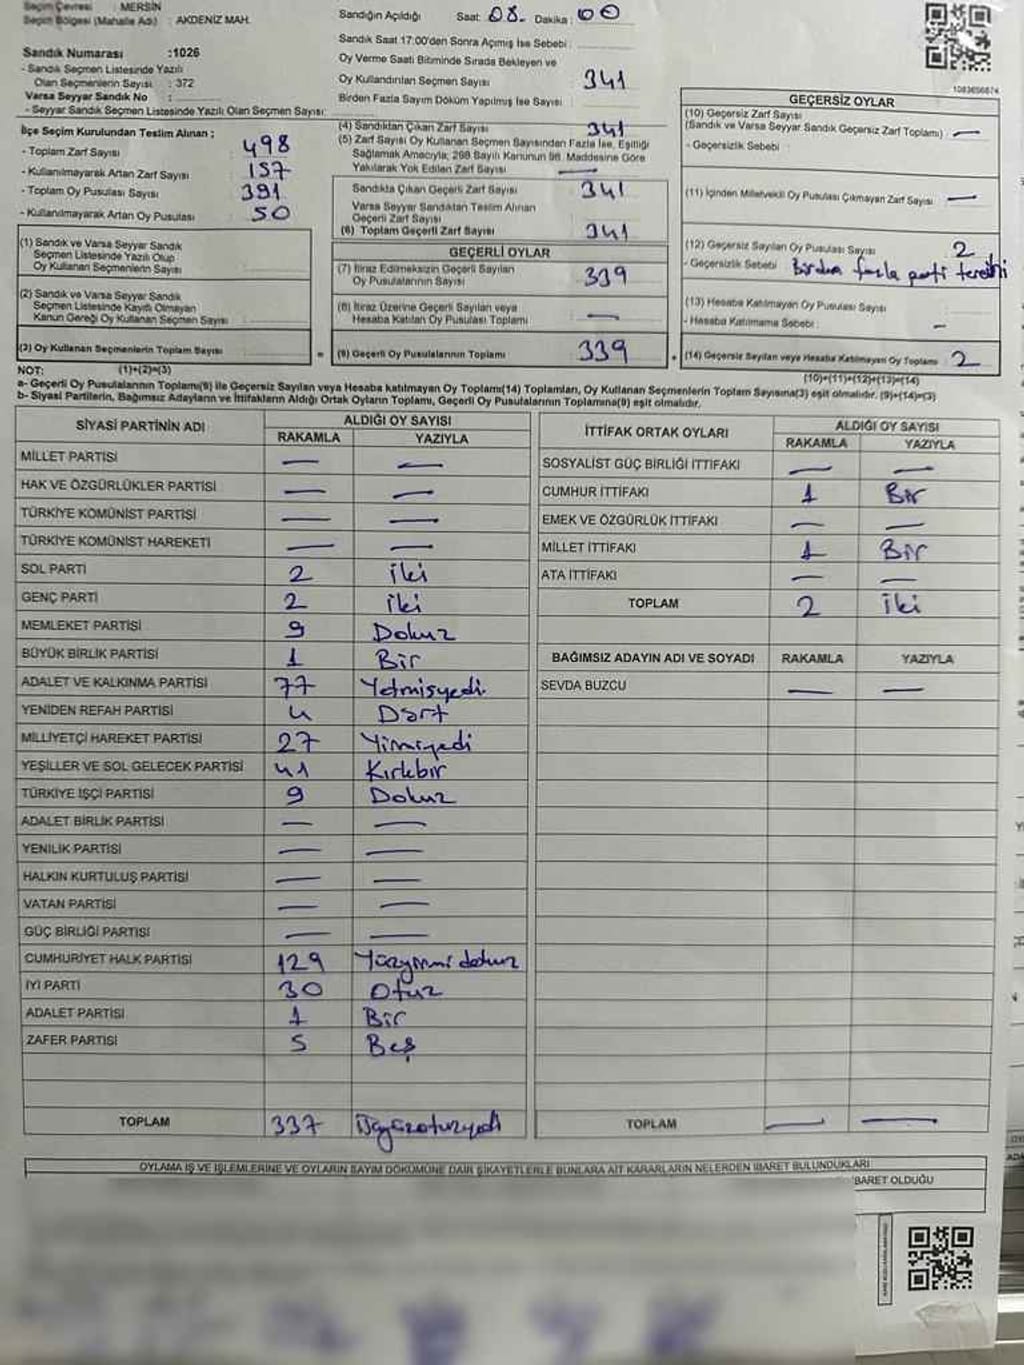 Seçim Çevresi : MERSİN
Seçim Bölgesi (Mahalle Adı) : AKDENİZ MAH.
Sandık Numarası :1026
- Sandık Seçmen Listesinde Yazılı
Olan Seçmenlerin Sayısı : 372
Varsa Seyyar Sandık No :
- Seyyar Sandık Seçmen Listesinde Yazılı Olan Seçmen Sayısı:
İlçe Seçim Kurulundan Teslim Alınan ;
- Toplam Zarf Sayısı 498
- Kullanılmayarak Artan Zarf Sayısı 157
- Toplam Oy Pusulası Sayısı 391
- Kullanılmayarak Artan Oy Pusulası 50
(1) Sandık ve Varsa Seyyar Sandık
Seçmen Listesinde Yazılı Olup
Oy Kullanan Seçmenlerin Sayısı
(2) Sandık ve Varsa Seyyar Sandık
Seçmen Listesinde Kayıtlı Olmayan
Kanun Gereği Oy Kullanan Seçmen Sayısı
(3) Oy Kullanan Seçmenlerin Toplam Sayısı
Sandığın Açıldığı Saat: 08. Dakika : 00
Sandık Saat 17:00'den Sonra Açılmış İse Sebebi :
Oy Verme Saati Bitiminde Sırada Bekleyen ve
Oy Kullandırılan Seçmen Sayısı 341
Birden Fazla Sayım Döküm Yapılmış İse Sayısı
(4) Sandıktan Çıkan Zarf Sayısı 341
(5) Zarf Sayısı Oy Kullanan Seçmen Sayısından Fazla İse, Eşitliği
Sağlamak Amacıyla; 298 Sayılı Kanunun 98. Maddesine Göre
Yakılarak Yok Edilen Zarf Sayısı —
Sandıkta Çıkan Geçerli Zarf Sayısı 341
Varsa Seyyar Sandıktan Teslim Alınan
Geçerli Zarf Sayısı
(6) Toplam Geçerli Zarf Sayısı 341
GEÇERLİ OYLAR
(7) İtiraz Edilmeksizin Geçerli Sayılan
Oy Pusulalarının Sayısı 339
(8) İtiraz Üzerine Geçerli Sayılan veya
Hesaba Katılan Oy Pusulası Toplamı —
= (9) Geçerli Oy Pusulalarının Toplamı 339
1083656874
GEÇERSİZ OYLAR
(10) Geçersiz Zarf Sayısı
(Sandık ve Varsa Seyyar Sandık Geçersiz Zarf Toplamı) —
- Geçersizlik Sebebi :
(11) İçinden Milletvekili Oy Pusulası Çıkmayan Zarf Sayısı —
(12) Geçersiz Sayılan Oy Pusulası Sayısı 2
- Geçersizlik Sebebi Birden fazla parti tercihi
(13) Hesaba Katılmayan Oy Pusulası Sayısı
- Hesaba Katılmama Sebebi : —
+ (14) Geçersiz Sayılan veya Hesaba Katılmayan Oy Toplamı 2
NOT: (1)+(2)=(3) (10)+(11)+(12)+(13)=(14)
a- Geçerli Oy Pusulalarının Toplamı(9) ile Geçersiz Sayılan veya Hesaba katılmayan Oy Toplamı(14) Toplamları, Oy Kullanan Seçmenlerin Toplam Sayısına(3) eşit olmalıdır. (9)+(14)=(3)
b- Siyasi Partilerin, Bağımsız Adayların ve İttifakların Aldığı Ortak Oyların Toplamı, Geçerli Oy Pusulalarının Toplamına(9) eşit olmalıdır.
SİYASİ PARTİNİN ADI ALDIĞI OY SAYISI
RAKAMLA YAZIYLA
MİLLET PARTİSİ — —
HAK VE ÖZGÜRLÜKLER PARTİSİ — —
TÜRKİYE KOMÜNİST PARTİSİ — —
TÜRKİYE KOMÜNİST HAREKETİ — —
SOL PARTİ 2 İki
GENÇ PARTİ 2 İki
MEMLEKET PARTİSİ 9 Dokuz
BÜYÜK BİRLİK PARTİSİ 1 Bir
ADALET VE KALKINMA PARTİSİ 77 Yetmişyedi.
YENİDEN REFAH PARTİSİ 4 Dört
MİLLİYETÇİ HAREKET PARTİSİ 27 Yirmiyedi
YEŞİLLER VE SOL GELECEK PARTİSİ 41 Kırkbir
TÜRKİYE İŞÇİ PARTİSİ 9 Dokuz
ADALET BİRLİK PARTİSİ — —
YENİLİK PARTİSİ — —
HALKIN KURTULUŞ PARTİSİ — —
VATAN PARTİSİ — —
GÜÇ BİRLİĞİ PARTİSİ — —
CUMHURİYET HALK PARTİSİ 129 Yüzyirmi dokuz
İYİ PARTİ 30 Otuz
ADALET PARTİSİ 1 Bir
ZAFER PARTİSİ 5 Beş
TOPLAM 337 Üçyüzotuzyedi
İTTİFAK ORTAK OYLARI ALDIĞI OY SAYISI
RAKAMLA YAZIYLA
SOSYALİST GÜÇ BİRLİĞİ İTTİFAKI — —
CUMHUR İTTİFAKI 1 Bir
EMEK VE ÖZGÜRLÜK İTTİFAKI — —
MİLLET İTTİFAKI 1 Bir
ATA İTTİFAKI — —
TOPLAM 2 İki
BAĞIMSIZ ADAYIN ADI VE SOYADI RAKAMLA YAZIYLA
SEVDA BUZCU — —
TOPLAM — —
OYLAMA İŞ VE İŞLEMLERİNE VE OYLARIN SAYIM DÖKÜMÜNE DAİR ŞİKAYETLERLE BUNLARA AİT KARARLARIN NELERDEN İBARET BULUNDUKLARI
BARET OLDUĞU